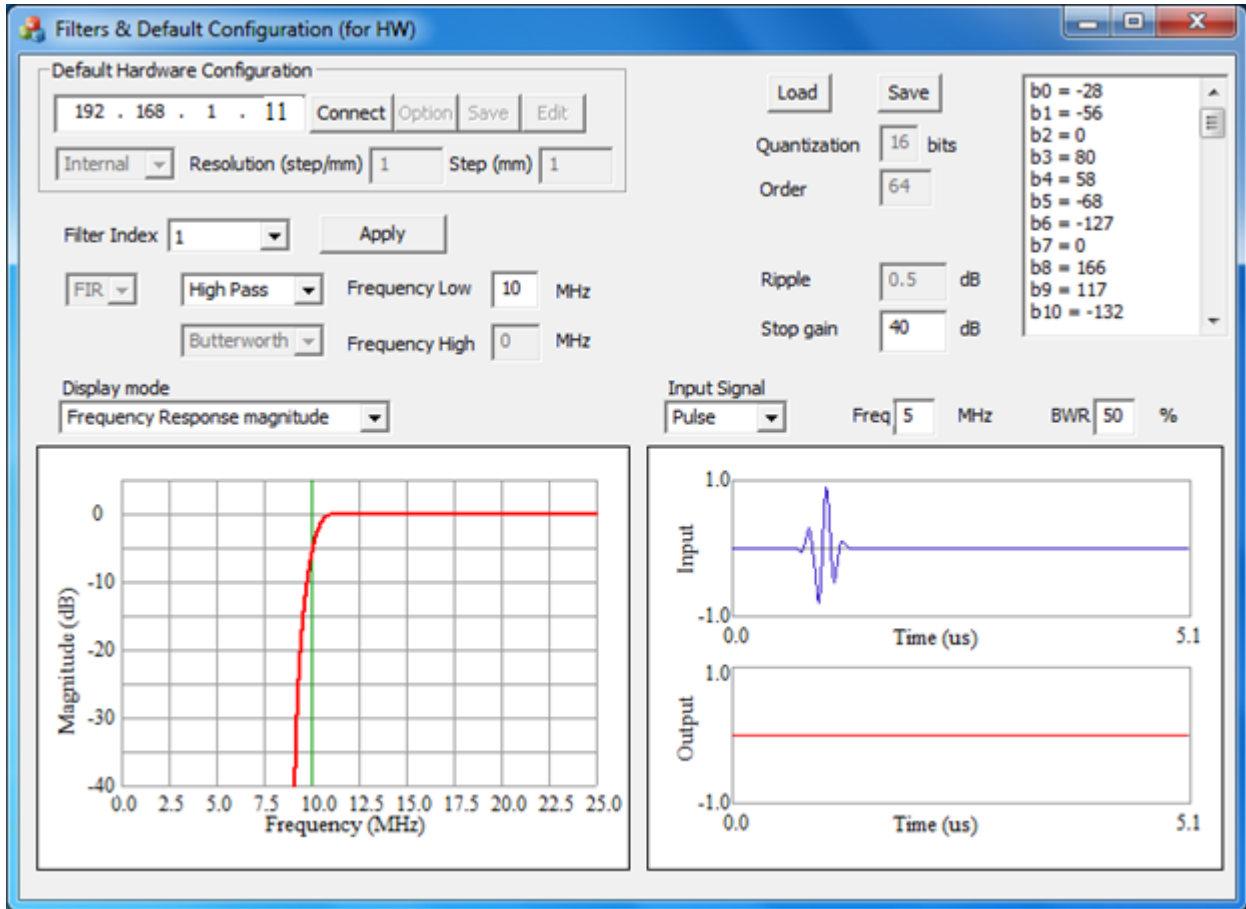 Filters & Default Configuration (for HW)
Default Hardware Configuration
192 . 168 . 1 . 11 Connect Option Save Edit
Internal Resolution (step/mm) 1 Step (mm) 1
Filter Index 1 Apply
FIR High Pass Frequency Low 10 MHz
Butterworth Frequency High 0 MHz
Load Save
Quantization 16 bits
Order 64
Ripple 0.5 dB
Stop gain 40 dB
b0 = -28
b1 = -56
b2 = 0
b3 = 80
b4 = 58
b5 = -68
b6 = -127
b7 = 0
b8 = 166
b9 = 117
b10 = -132
Display mode
Frequency Response magnitude
Input Signal
Pulse Freq 5 MHz BWR 50 %
Magnitude (dB)
0
-10
-20
-30
-40
0.0 2.5 5.0 7.5 10.0 12.5 15.0 17.5 20.0 22.5 25.0
Frequency (MHz)
1.0
Input
-1.0
0.0 Time (us) 5.1
1.0
Output
-1.0
0.0 Time (us) 5.1